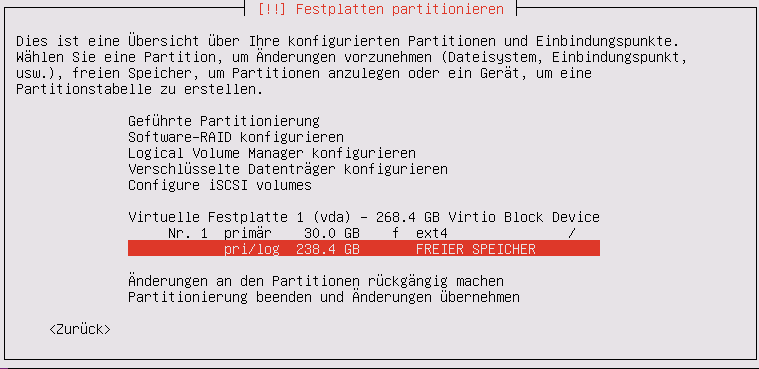 [!!] Festplatten partitionieren
Dies ist eine Übersicht über Ihre konfigurierten Partitionen und Einbindungspunkte.
Wählen Sie eine Partition, um Änderungen vorzunehmen (Dateisystem, Einbindungspunkt,
usw.), freien Speicher, um Partitionen anzulegen oder ein Gerät, um eine
Partitionstabelle zu erstellen.
Geführte Partitionierung
Software-RAID konfigurieren
Logical Volume Manager konfigurieren
Verschlüsselte Datenträger konfigurieren
Configure iSCSI volumes
Virtuelle Festplatte 1 (vda) - 268.4 GB Virtio Block Device
Nr. 1 primär 30.0 GB f ext4 /
pri/log 238.4 GB FREIER SPEICHER
Änderungen an den Partitionen rückgängig machen
Partitionierung beenden und Änderungen übernehmen
<Zurück>